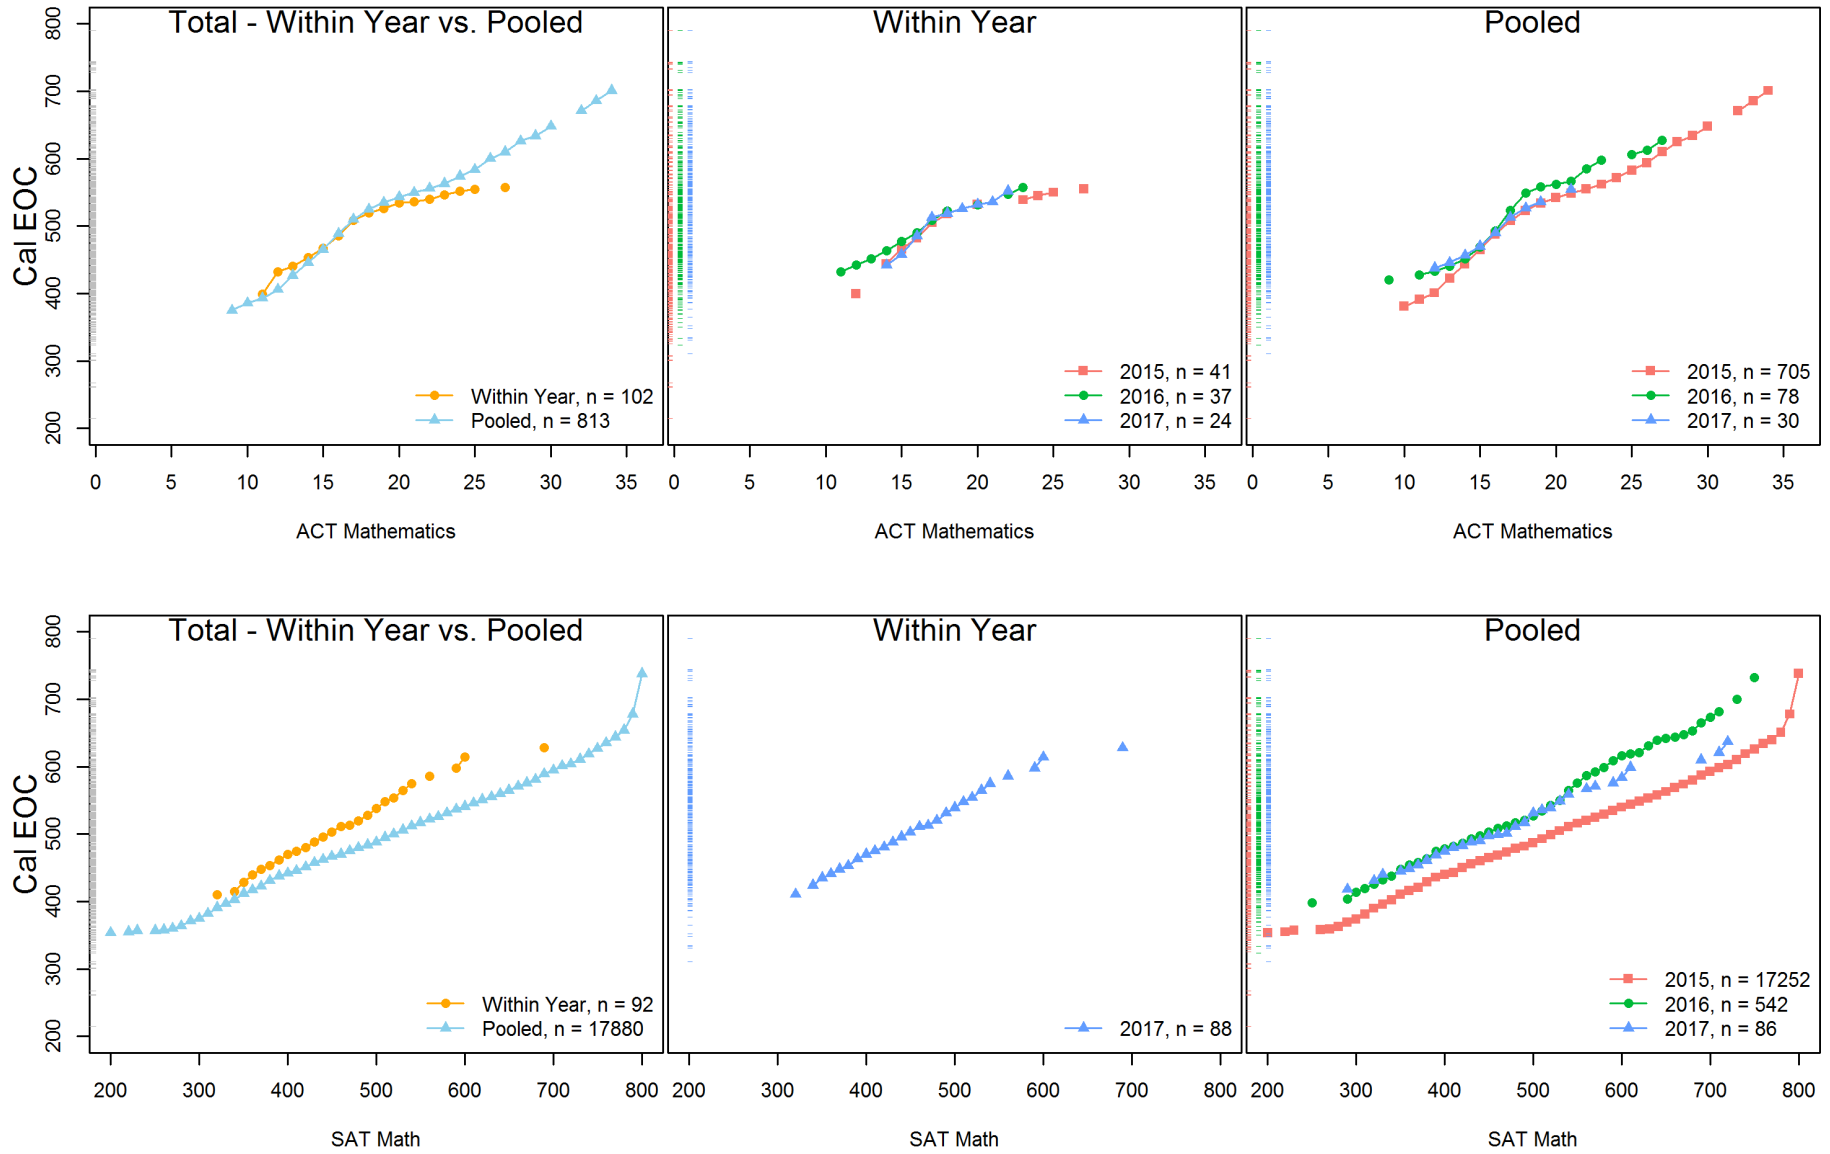 Total - Within Year vs. Pooled
Within Year
Pooled
Cal EOC
800
700
600
500
400
300
200
Within Year, n = 102
Pooled, n = 813
2015, n = 41
2016, n = 37
2017, n = 24
2015, n = 705
2016, n = 78
2017, n = 30
0 5 10 15 20 25 30 35
0 5 10 15 20 25 30 35
0 5 10 15 20 25 30 35
ACT Mathematics
ACT Mathematics
ACT Mathematics
Total - Within Year vs. Pooled
Within Year
Pooled
Cal EOC
800
700
600
500
400
300
200
Within Year, n = 92
Pooled, n = 17880
2017, n = 88
2015, n = 17252
2016, n = 542
2017, n = 86
200 300 400 500 600 700 800
200 300 400 500 600 700 800
200 300 400 500 600 700 800
SAT Math
SAT Math
SAT Math